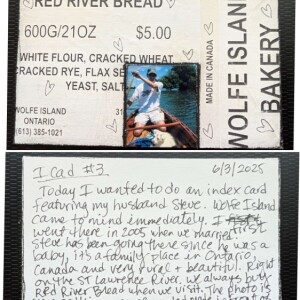 RED RIVER BREAD
600G/21OZ $5.00
WHITE FLOUR, CRACKED WHEAT,
CRACKED RYE, FLAX SE
YEAST, SALT
WOLFE ISLAND 31
ONTARIO
(613) 385-1021
MADE IN CANADA
WOLFE ISLAND
BAKERY
I cad #3 6/3/2025
Today I wanted to do an index card
featuring my husband Steve. Wolfe Island
came to mind immediately. I first
went there in 2005 when we married
Steve has been going there since he was a
baby, it's a family place in Ontario,
Canada and very rural + beautiful. Right
on the St Lawrence River. We always buy
Red River Bread when we visit. The photo is